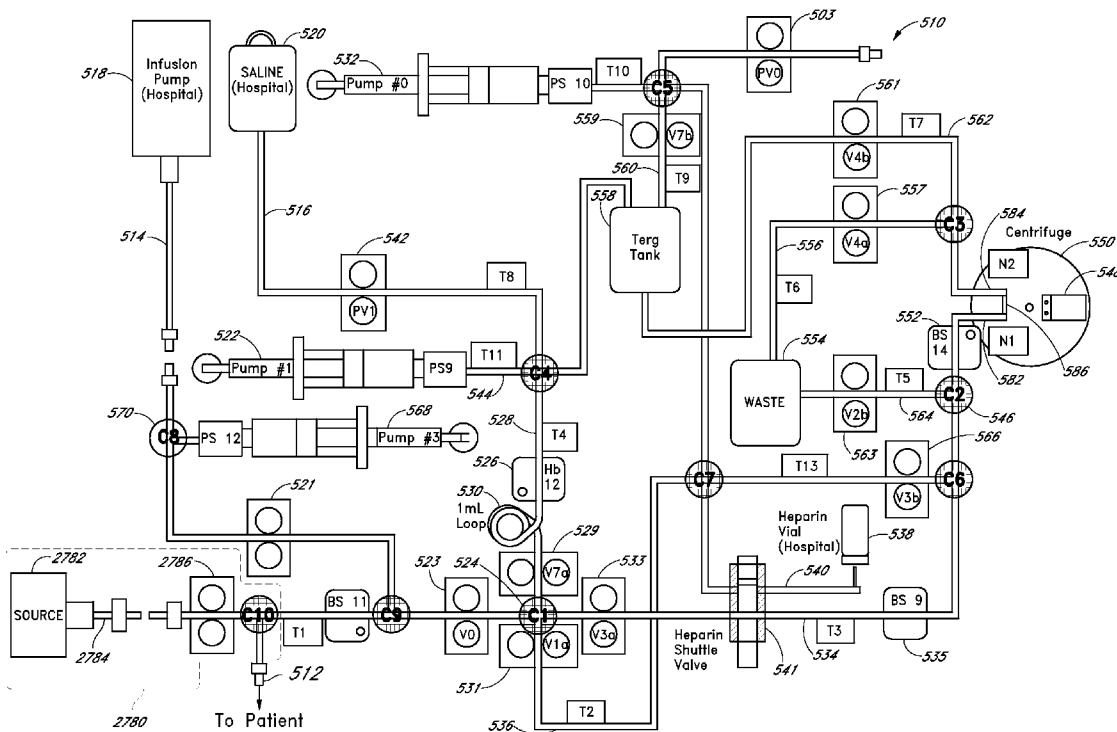 503
510
520
532
518
Infusion
Pump
(Hospital)
SALINE
(Hospital)
Pump #0
PS 10
T10
C5
PV0
561
559
V7b
T7
562
560
V4b
T9
557
516
558
584
514
542
Terg
Tank
556
V4a
C3
Centrifuge
550
N2
T8
T6
552
PV1
522
554
BS
14
N1
T11
582
586
Pump #1
PS9
C4
T5
544
WASTE
V2b
C2
564
546
570
568
528
563
C8
PS 12
Pump #3
T4
566
526
Hb
12
T13
C7
V3b
C6
521
530
1mL
Loop
529
Heparin
Vial
(Hospital)
538
2782
2786
523
524
V7a
533
540
SOURCE
C10
BS 11
C9
C1
BS 9
T1
V0
V1a
V3a
Heparin
Shuttle
Valve
T3
534
2784
512
531
541
535
2780
To Patient
T2
536